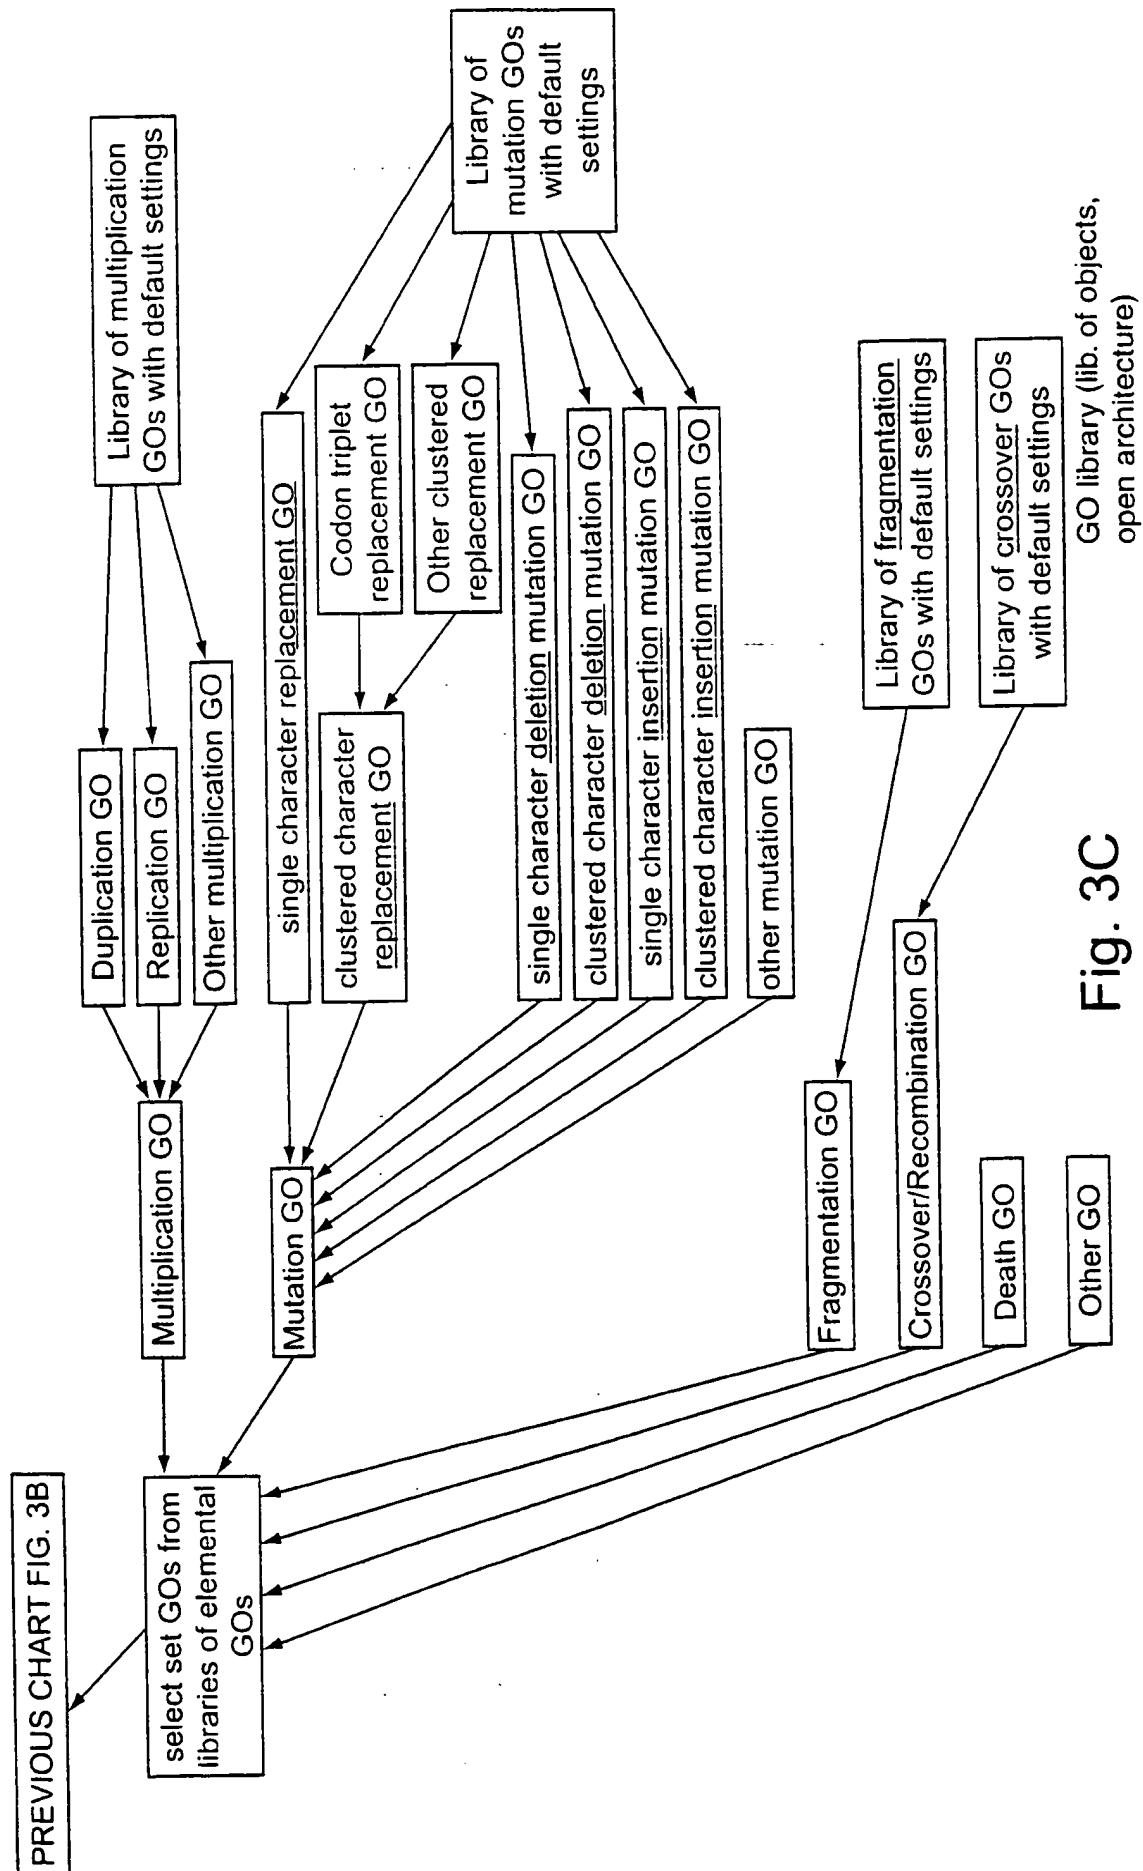 PREVIOUS CHART FIG. 3B
select set GOs from
libraries of elemental
GOs
Multiplication GO
Duplication GO
Replication GO
Other multiplication GO
Library of multiplication
GOs with default settings
Mutation GO
single character replacement GO
clustered character
replacement GO
Codon triplet
replacement GO
Other clustered
replacement GO
single character deletion mutation GO
clustered character deletion mutation GO
single character insertion mutation GO
clustered character insertion mutation GO
other mutation GO
Library of
mutation GOs
with default
settings
Fragmentation GO
Library of fragmentation
GOs with default settings
Crossover/Recombination GO
Library of crossover GOs
with default settings
Death GO
Other GO
GO library (lib. of objects,
open architecture)
Fig. 3C